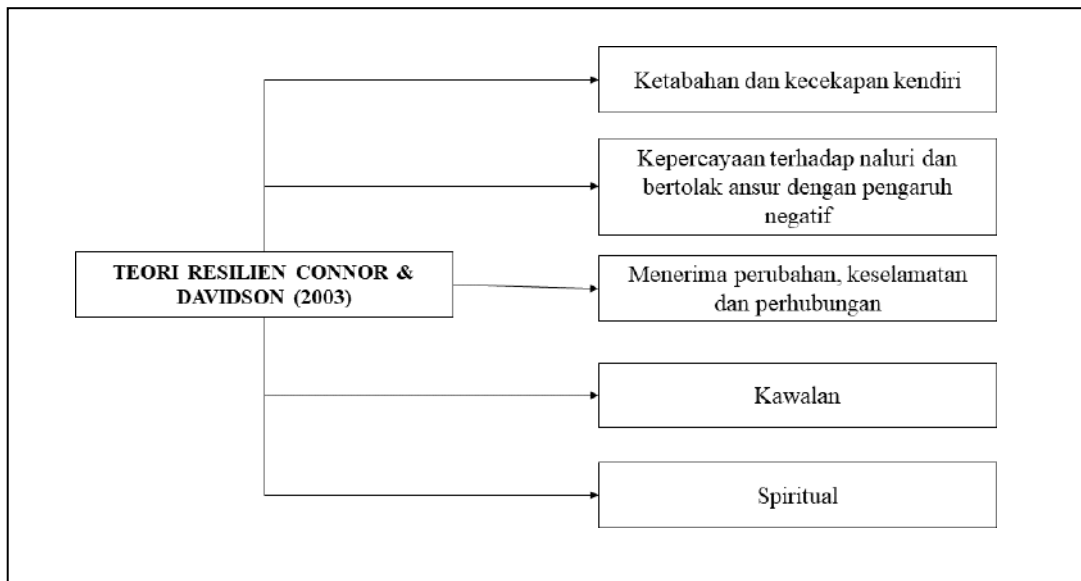 Ketabahan dan kecekapan kendiri
Kepercayaan terhadap naluri dan
bertolak ansur dengan pengaruh
negatif
TEORI RESILIEN CONNOR &
DAVIDSON (2003)
Menerima perubahan, keselamatan
dan perhubungan
Kawalan
Spiritual